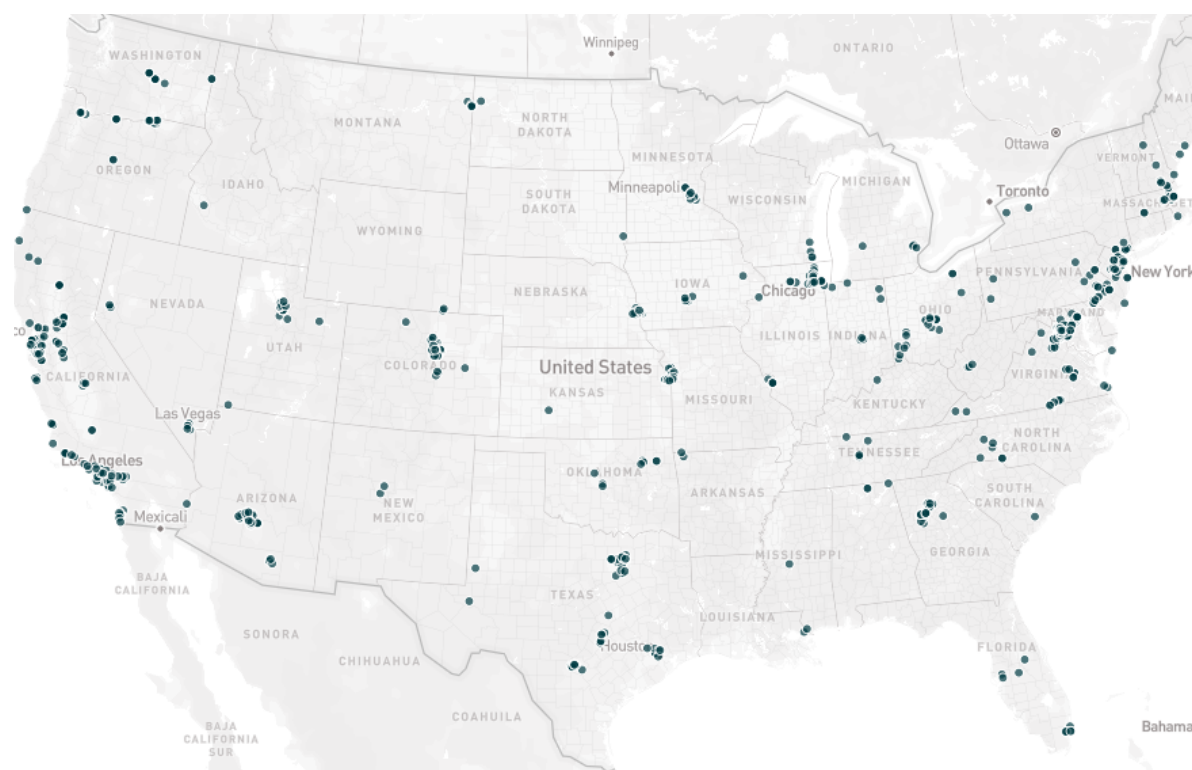 Winnipeg
ONTARIO
WASHINGTON
MONTANA
NORTH
DAKOTA
Ottawa
MINNESOTA
VERMONT
OREGON
IDAHO
SOUTH
DAKOTA
Minneapoli
WISCONSIN
MICHIGAN
Toronto
MASSACH
WYOMING
NEVADA
NEBRASKA
IOWA
Chicago
PENNSYLVANIA
New York
OHIO
MARYLAND
ILLINOIS
INDIANA
co
UTAH
COLORADO
United States
KANSAS
MISSOURI
CALIFORNIA
VIRGINIA
KENTUCKY
Las Vegas
Los Angeles
OKLAHOMA
TENNESSEE
NORTH
CAROLINA
ARIZONA
NEW
MEXICO
ARKANSAS
SOUTH
CAROLINA
Mexicali
MISSISSIPPI
GEORGIA
BAJA
CALIFORNIA
TEXAS
LOUISIANA
SONORA
Houston
FLORIDA
CHIHUAHUA
COAHUILA
BAJA
CALIFORNIA
SUR
Bahama